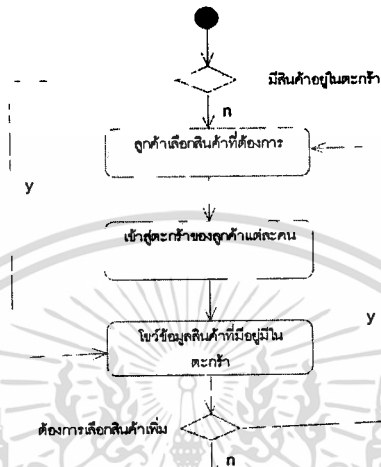 มีสินค้าอยู่ในตะกร้า
n
ลูกค้าเลือกสินค้าที่ต้องการ
y
เข้าสู่ตะกร้าของลูกค้าแต่ละคน
y
โชว์ข้อมูลสินค้าที่มีอยู่มีใน
ตะกร้า
ต้องการเลือกสินค้าเพิ่ม
n